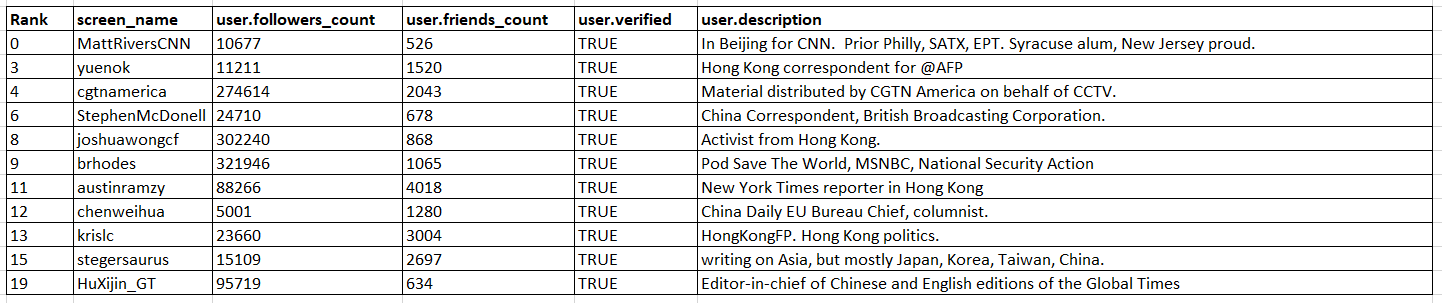 Rank screen_name user.followers_count user.friends_count user.verified user.description
0 MattRiversCNN 10677 526 TRUE In Beijing for CNN.  Prior Philly, SATX, EPT. Syracuse alum, New Jersey proud.
3 yuenok 11211 1520 TRUE Hong Kong correspondent for @AFP
4 cgtnamerica 274614 2043 TRUE Material distributed by CGTN America on behalf of CCTV.
6 StephenMcDonell 24710 678 TRUE China Correspondent, British Broadcasting Corporation.
8 joshuawongcf 302240 868 TRUE Activist from Hong Kong.
9 brhodes 321946 1065 TRUE Pod Save The World, MSNBC, National Security Action
11 austinramzy 88266 4018 TRUE New York Times reporter in Hong Kong
12 chenweihua 5001 1280 TRUE China Daily EU Bureau Chief, columnist.
13 krislc 23660 3004 TRUE HongKongFP. Hong Kong politics.
15 stegersaurus 15109 2697 TRUE writing on Asia, but mostly Japan, Korea, Taiwan, China.
19 HuXijin_GT 95719 634 TRUE Editor-in-chief of Chinese and English editions of the Global Times